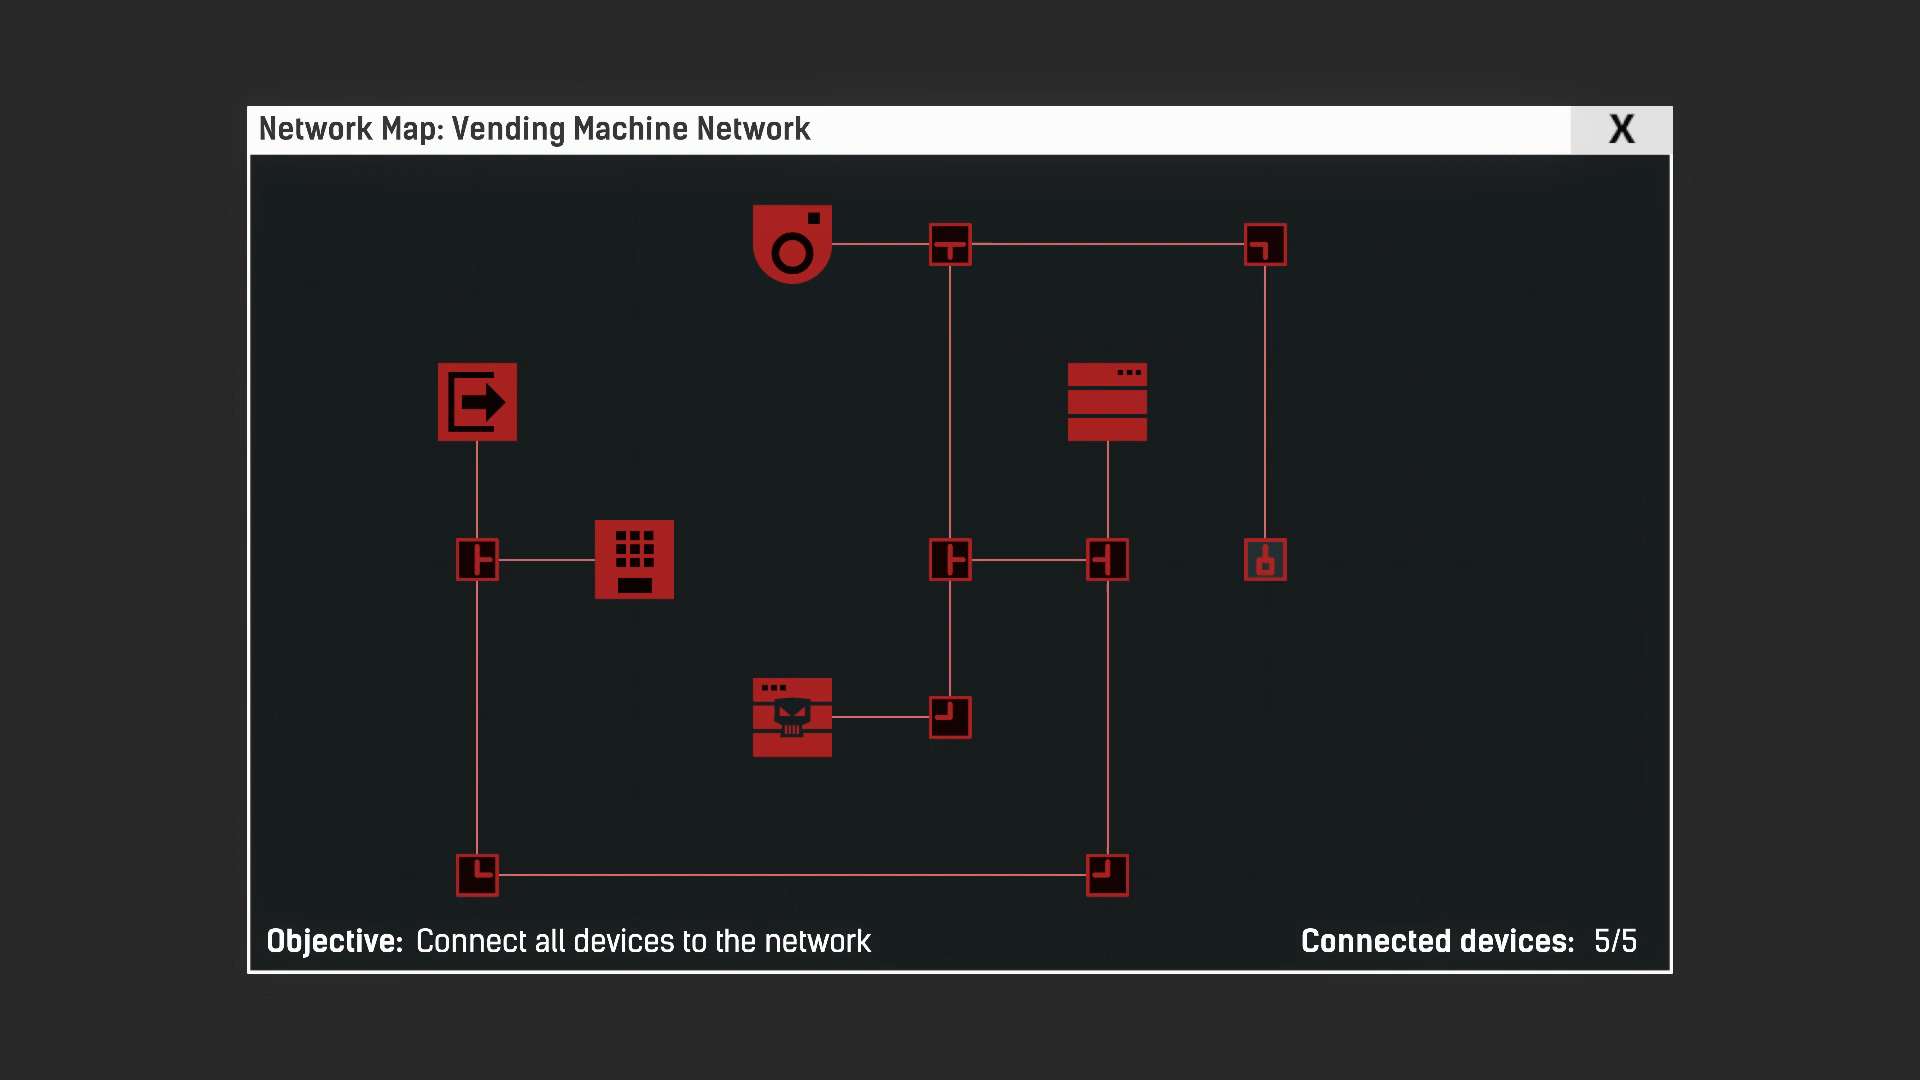 Network Map: Vending Machine Network
X
Objective: Connect all devices to the network
Connected devices: 5/5